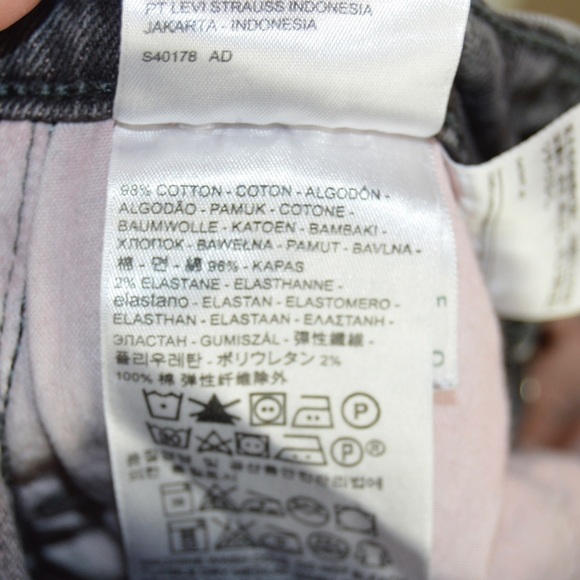 PT LEVI STRAUSS INDONESIA
JAKARTA - INDONESIA
S40178 AD
98% COTTON - COTON - ALGODÓN -
ALGODÃO - PAMUK - COTONE -
BAUMWOLLE - KATOEN - BAMBAKI -
ХЛОПОК - BAWEŁNA - PAMUT - BAVLNA -
棉 - 면 - 綿 98% - KAPAS
2% ELASTANE - ELASTHANNE -
elastano - ELASTAN - ELASTOMERO -
ELASTHAN - ELASTAAN - ΕΛΑΣΤΑΝΗ -
ЭЛАСТАН - GUMISZÁL - 彈性纖維 -
폴리우레탄 - ポリウレタン 2%
100% 棉 弹性纤维除外
P
P